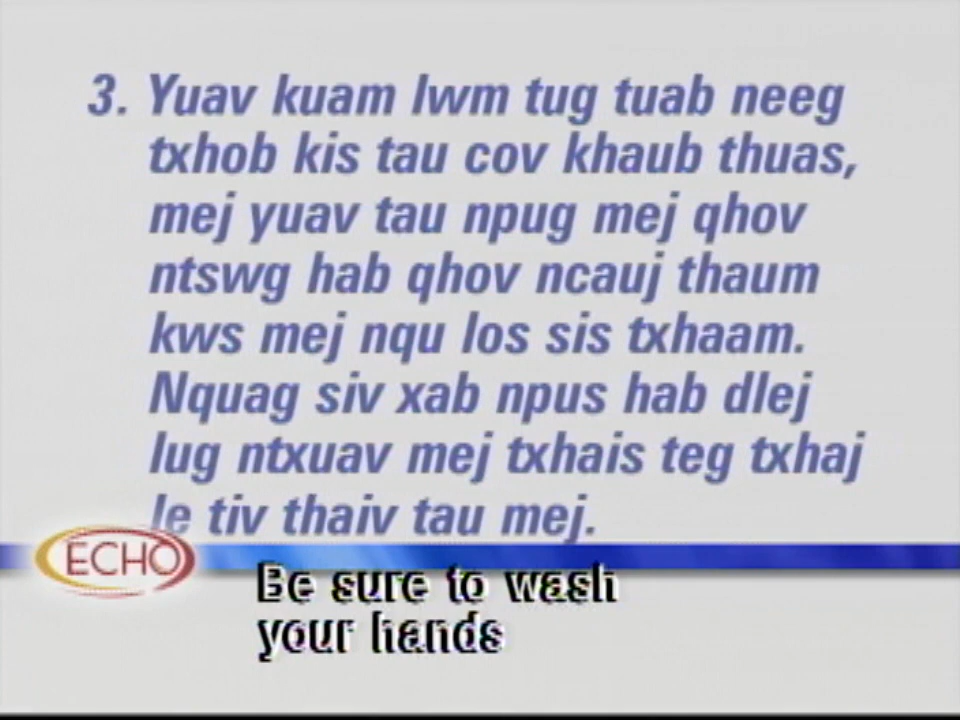 3. Yuav kuam lwm tug tuab neeg
txhob kis tau cov khaub thuas,
mej yuav tau npug mej qhov
ntswg hab qhov ncauj thaum
kws mej nqu los sis txhaam.
Nquag siv xab npus hab dlej
lug ntxuav mej txhais teg txhaj
le tiv thaiv tau mej.
ECHO
Be sure to wash
your hands